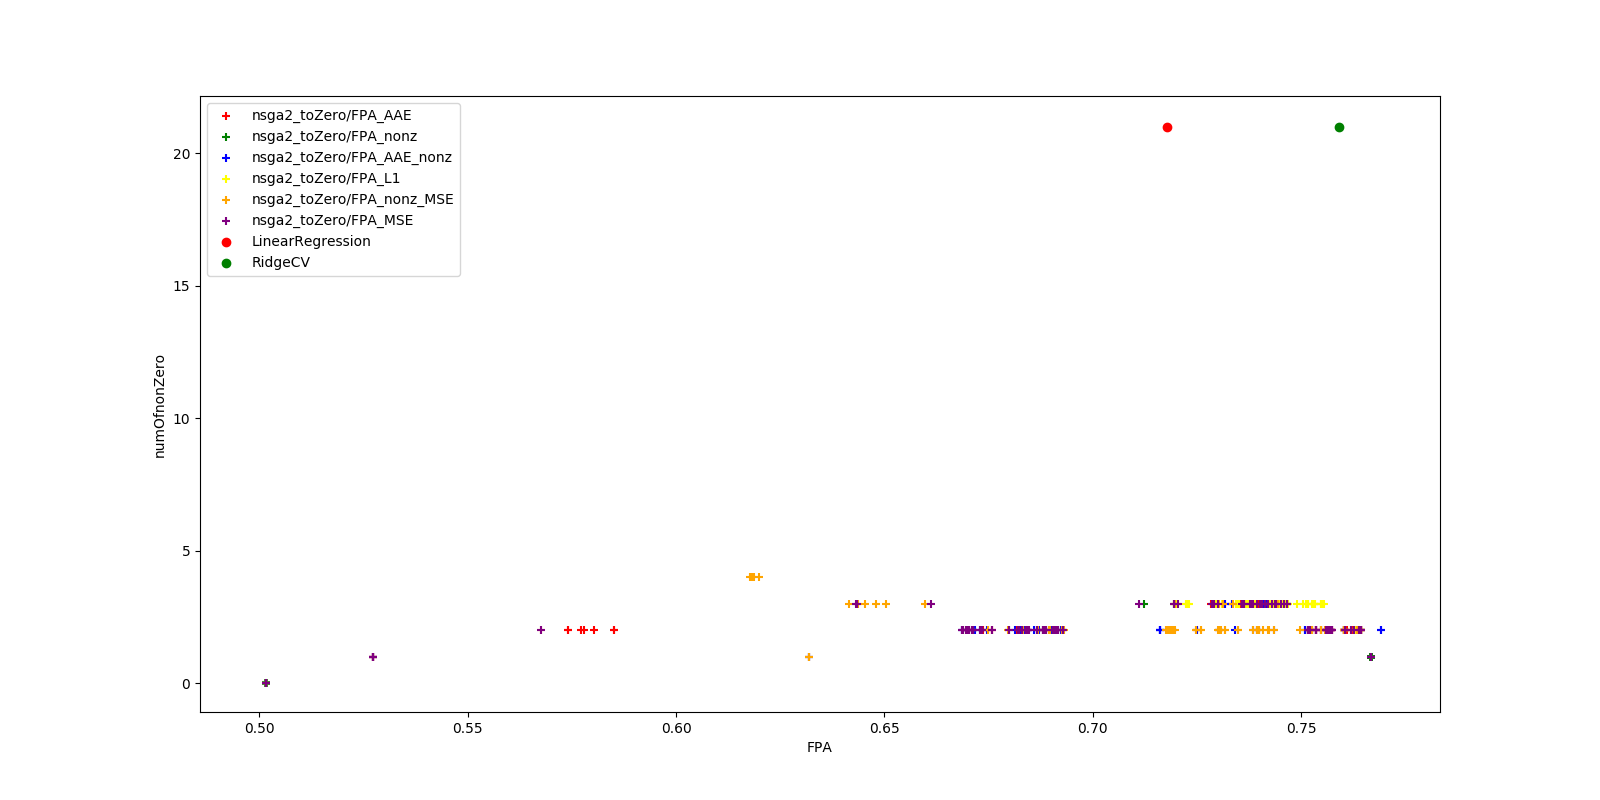 nsga2_toZero/FPA_AAE
nsga2_toZero/FPA_nonz
nsga2_toZero/FPA_AAE_nonz
nsga2_toZero/FPA_L1
nsga2_toZero/FPA_nonz_MSE
nsga2_toZero/FPA_MSE
LinearRegression
RidgeCV
numOfnonZero
20
15
10
5
0
0.50 0.55 0.60 0.65 0.70 0.75
FPA